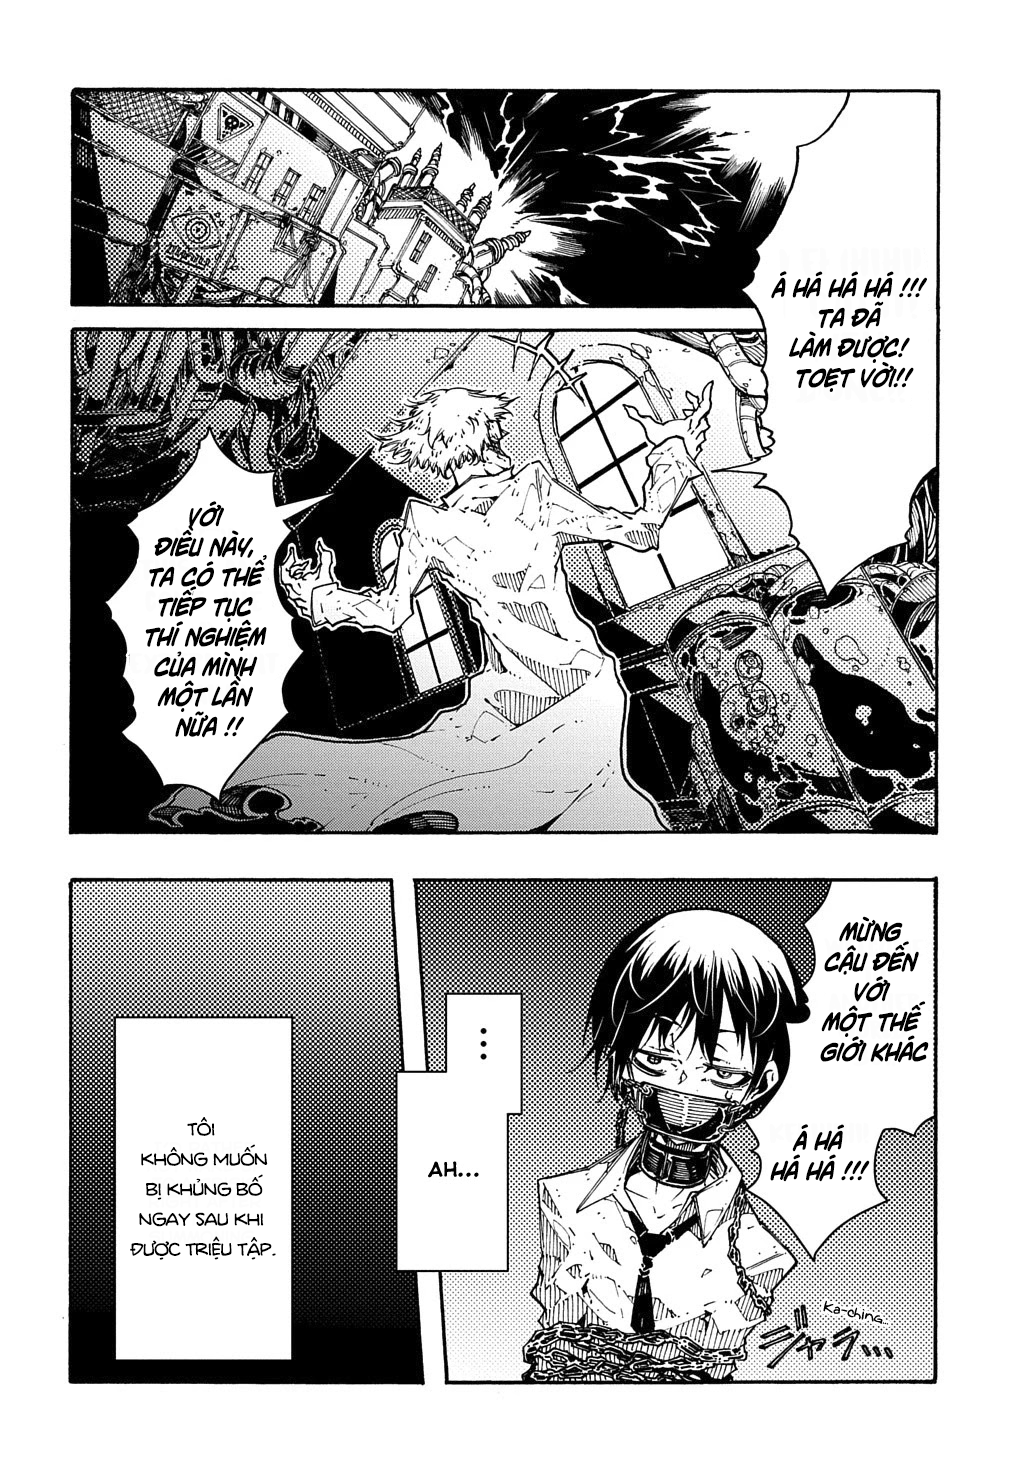 Á HÁ HÁ HÁ !!!
TA ĐÃ
LÀM ĐƯỢC!
TOẸT VỜI!!
VỚI
ĐIỀU NÀY,
TA CÓ THỂ
TIẾP TỤC
THÍ NGHIỆM
CỦA MÌNH
MỘT LẦN
NỮA !!
MỪNG
CẬU ĐẾN
VỚI
MỘT THẾ
GIỚI KHÁC
Á HÁ
HÁ HÁ !!!
Ka-ching...
ジャラ...
...
AH...
TÔI
KHÔNG MUỐN
BỊ KHỦNG BỐ
NGAY SAU KHI
ĐƯỢC TRIỆU TẬP.